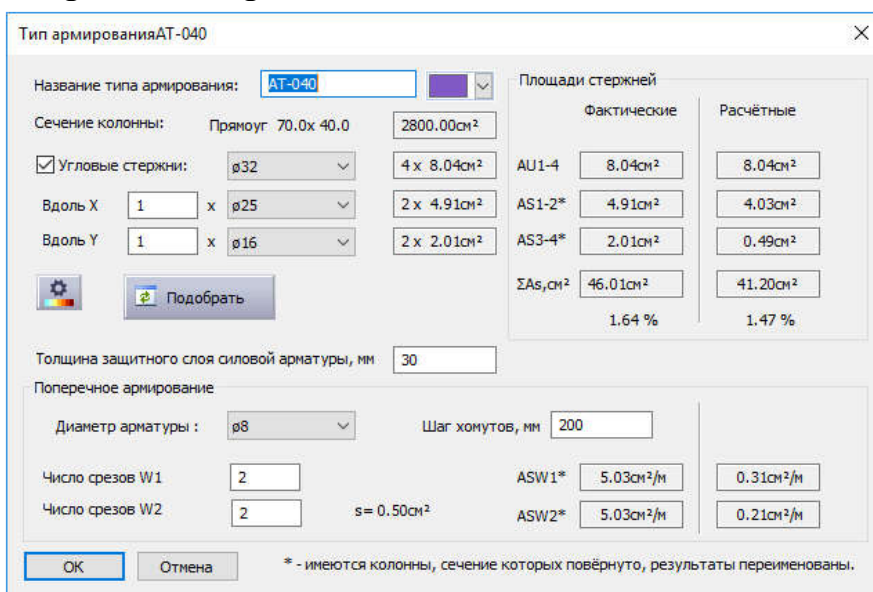 Тип армированияАТ-040
Название типа армирования: АТ-040
Площади стержней
Фактические Расчётные
Сечение колонны: Прямоуг 70.0x 40.0 2800.00см²
Угловые стержни: ø32 4 x 8.04см² AU1-4 8.04см² 8.04см²
Вдоль X 1 x ø25 2 x 4.91см² AS1-2* 4.91см² 4.03см²
Вдоль Y 1 x ø16 2 x 2.01см² AS3-4* 2.01см² 0.49см²
Подобрать ΣAs,см² 46.01см² 41.20см²
1.64 % 1.47 %
Толщина защитного слоя силовой арматуры, мм 30
Поперечное армирование
Диаметр арматуры : ø8 Шаг хомутов, мм 200
Число срезов W1 2 ASW1* 5.03см²/м 0.31см²/м
Число срезов W2 2 s= 0.50см² ASW2* 5.03см²/м 0.21см²/м
OK Отмена * - имеются колонны, сечение которых повёрнуто, результаты переименованы.